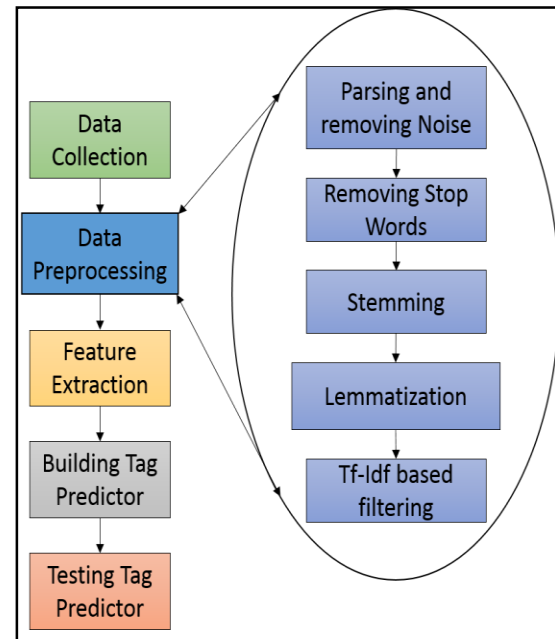 Data
Collection
Data
Preprocessing
Feature
Extraction
Building Tag
Predictor
Testing Tag
Predictor
Parsing and
removing Noise
Removing Stop
Words
Stemming
Lemmatization
Tf-Idf based
filtering